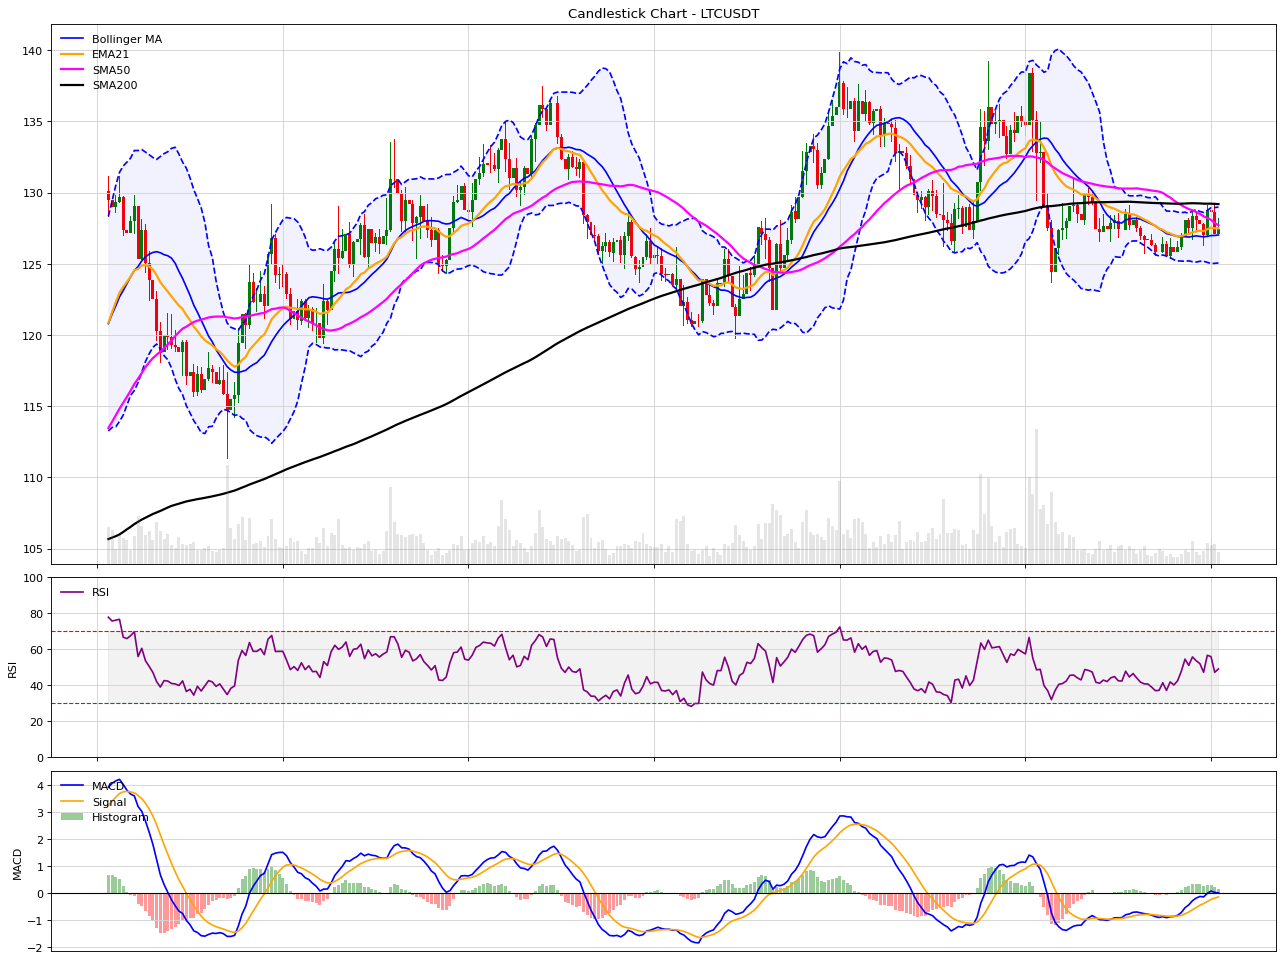 Candlestick Chart - LTCUSDT
Bollinger MA
EMA21
SMA50
SMA200
140
135
130
125
120
115
110
105
RSI
100
80
60
40
20
0
RSI
MACD
Signal
Histogram
4
3
2
1
0
−1
−2
MACD